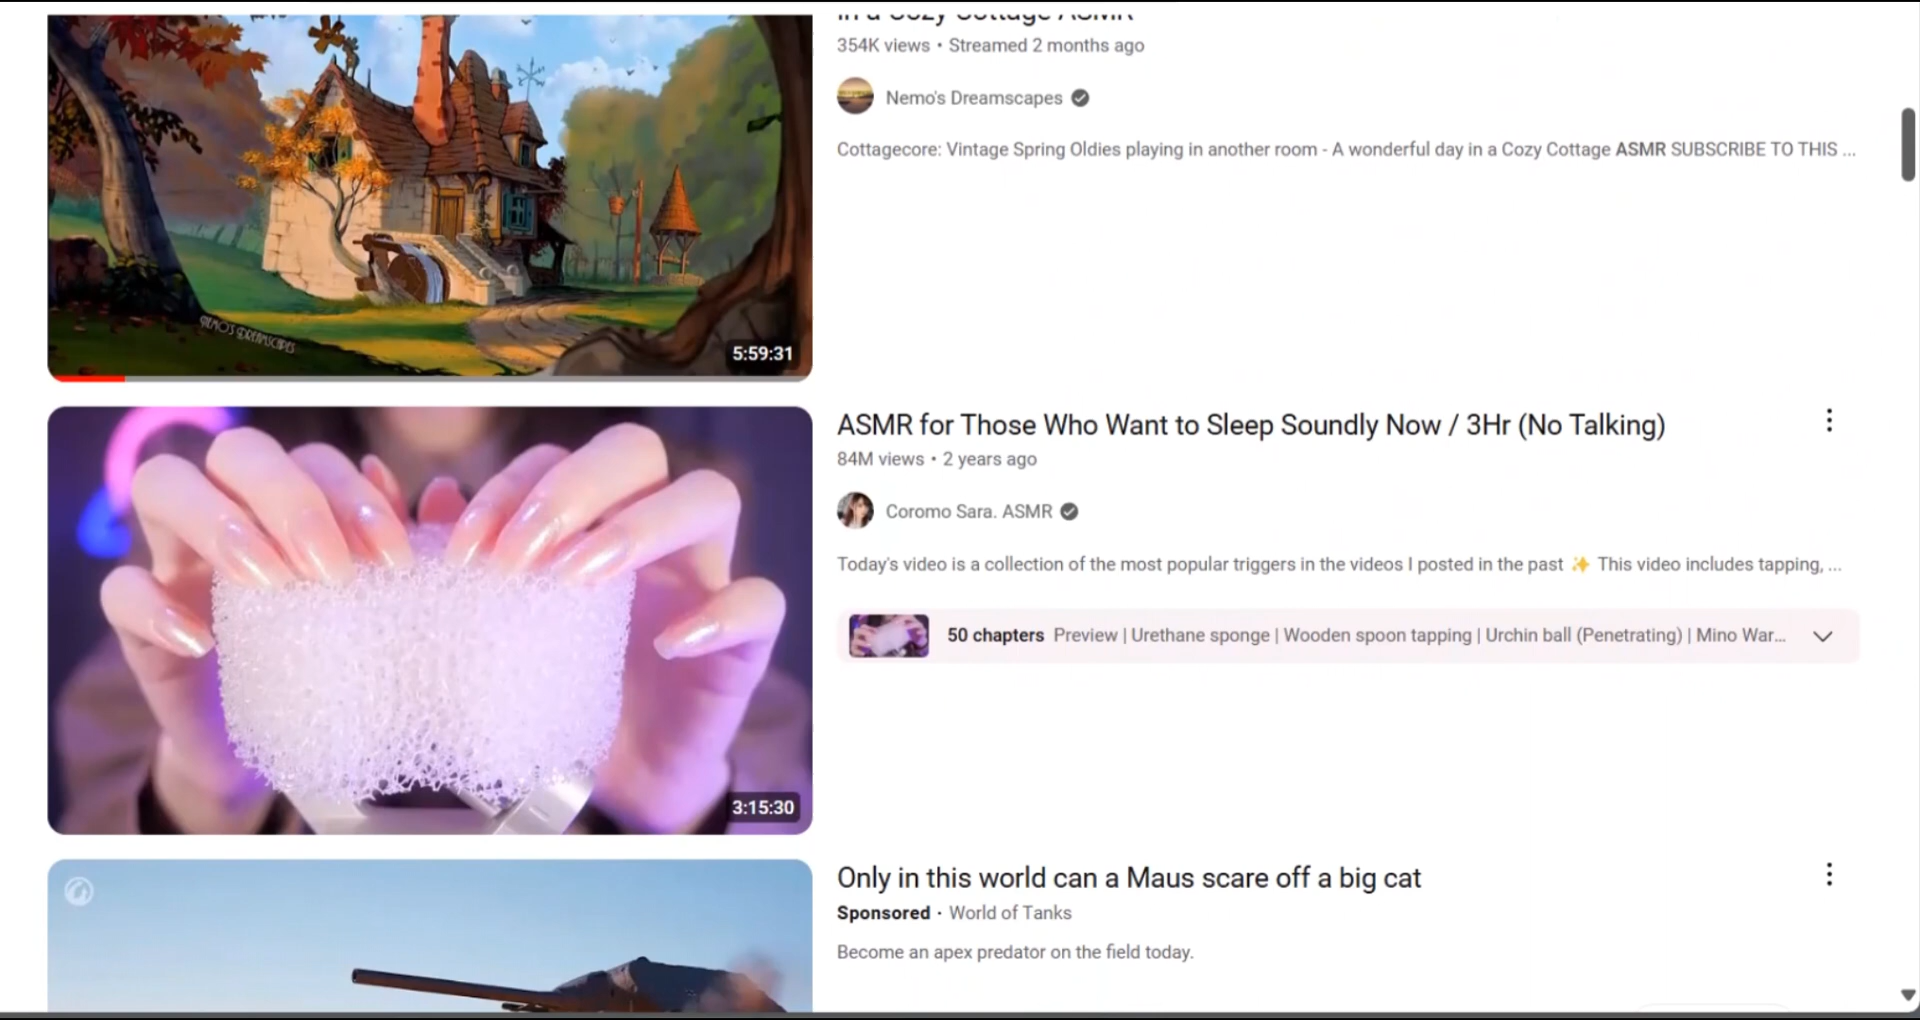 in a Cozy Cottage ASMR
354K views • Streamed 2 months ago
Nemo's Dreamscapes
Cottagecore: Vintage Spring Oldies playing in another room - A wonderful day in a Cozy Cottage ASMR SUBSCRIBE TO THIS ...
NEMO'S DREAMSCAPES
5:59:31
ASMR for Those Who Want to Sleep Soundly Now / 3Hr (No Talking)
84M views • 2 years ago
Coromo Sara. ASMR
Today's video is a collection of the most popular triggers in the videos I posted in the past ✨ This video includes tapping, ...
50 chapters Preview | Urethane sponge | Wooden spoon tapping | Urchin ball (Penetrating) | Mino War...
3:15:30
Only in this world can a Maus scare off a big cat
Sponsored · World of Tanks
Become an apex predator on the field today.